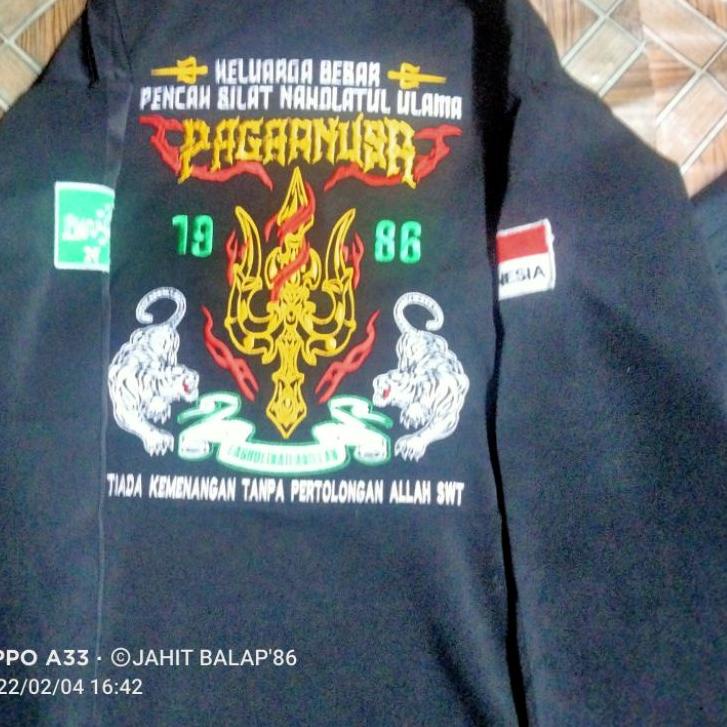 KELUARGA BESAR
PENCAK SILAT NAHDLATUL ULAMA
PAGARNUSA
19 86
NESIA
TIADA KEMENANGAN TANPA PERTOLONGAN ALLAH SWT
PPO A33 · ©JAHIT BALAP'86
22/02/04 16:42